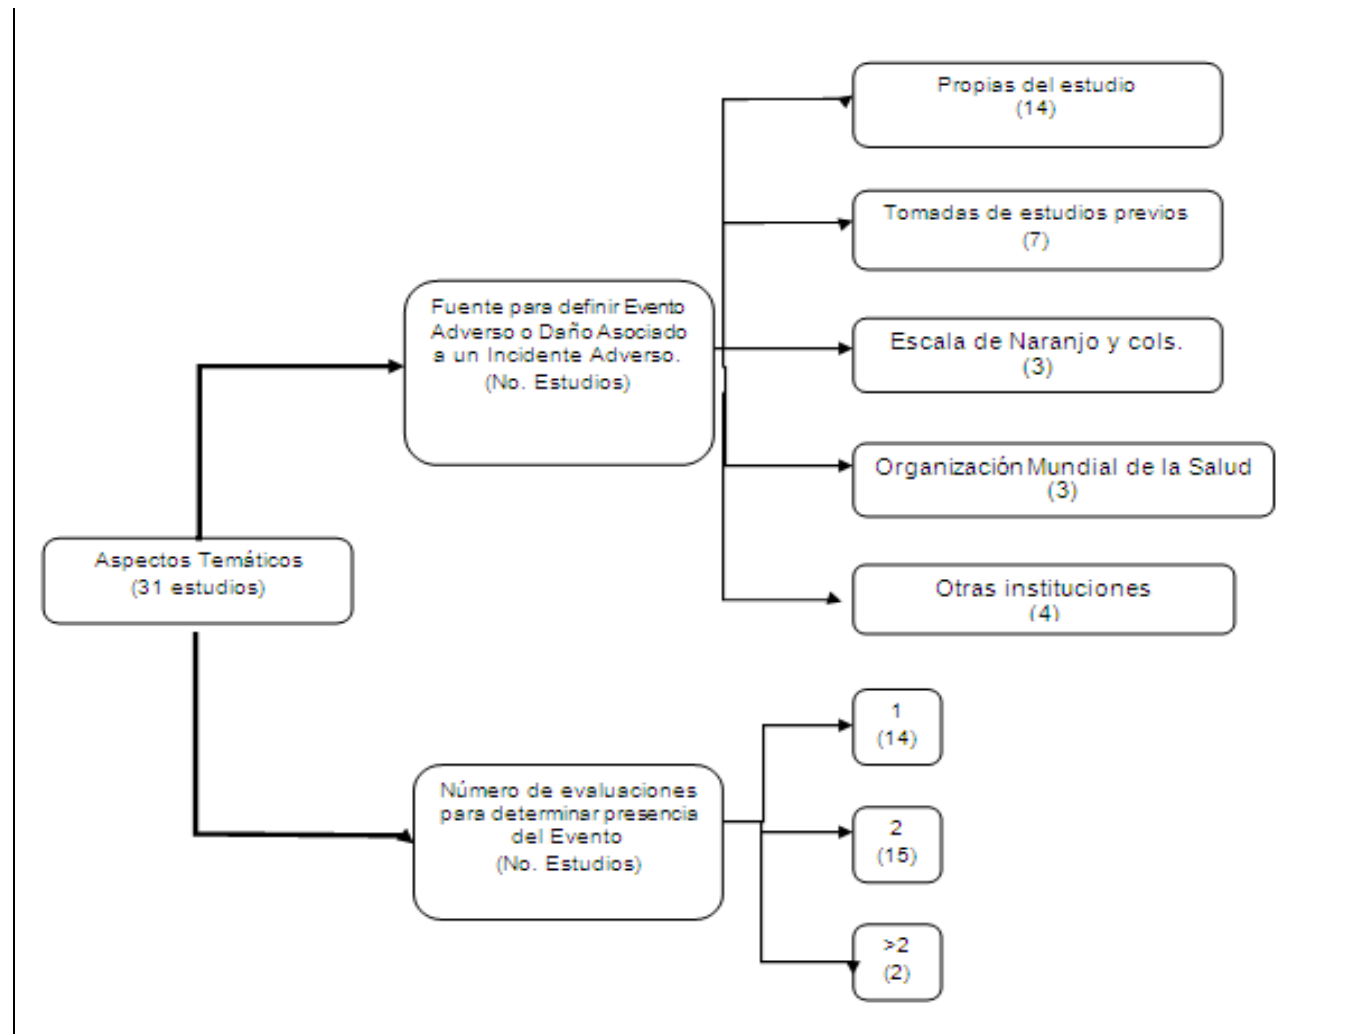 Propias del estudio
(14)
Tomadas de estudios previos
(7)
Fuente para definir Evento
Adverso o Daño Asociado
a un Incidente Adverso.
(No. Estudios)
Escala de Naranjo y cols.
(3)
Organización Mundial de la Salud
(3)
Aspectos Temáticos
(31 estudios)
Otras instituciones
(4)
Número de evaluaciones
para determinar presencia
del Evento
(No. Estudios)
1
(14)
2
(15)
>2
(2)